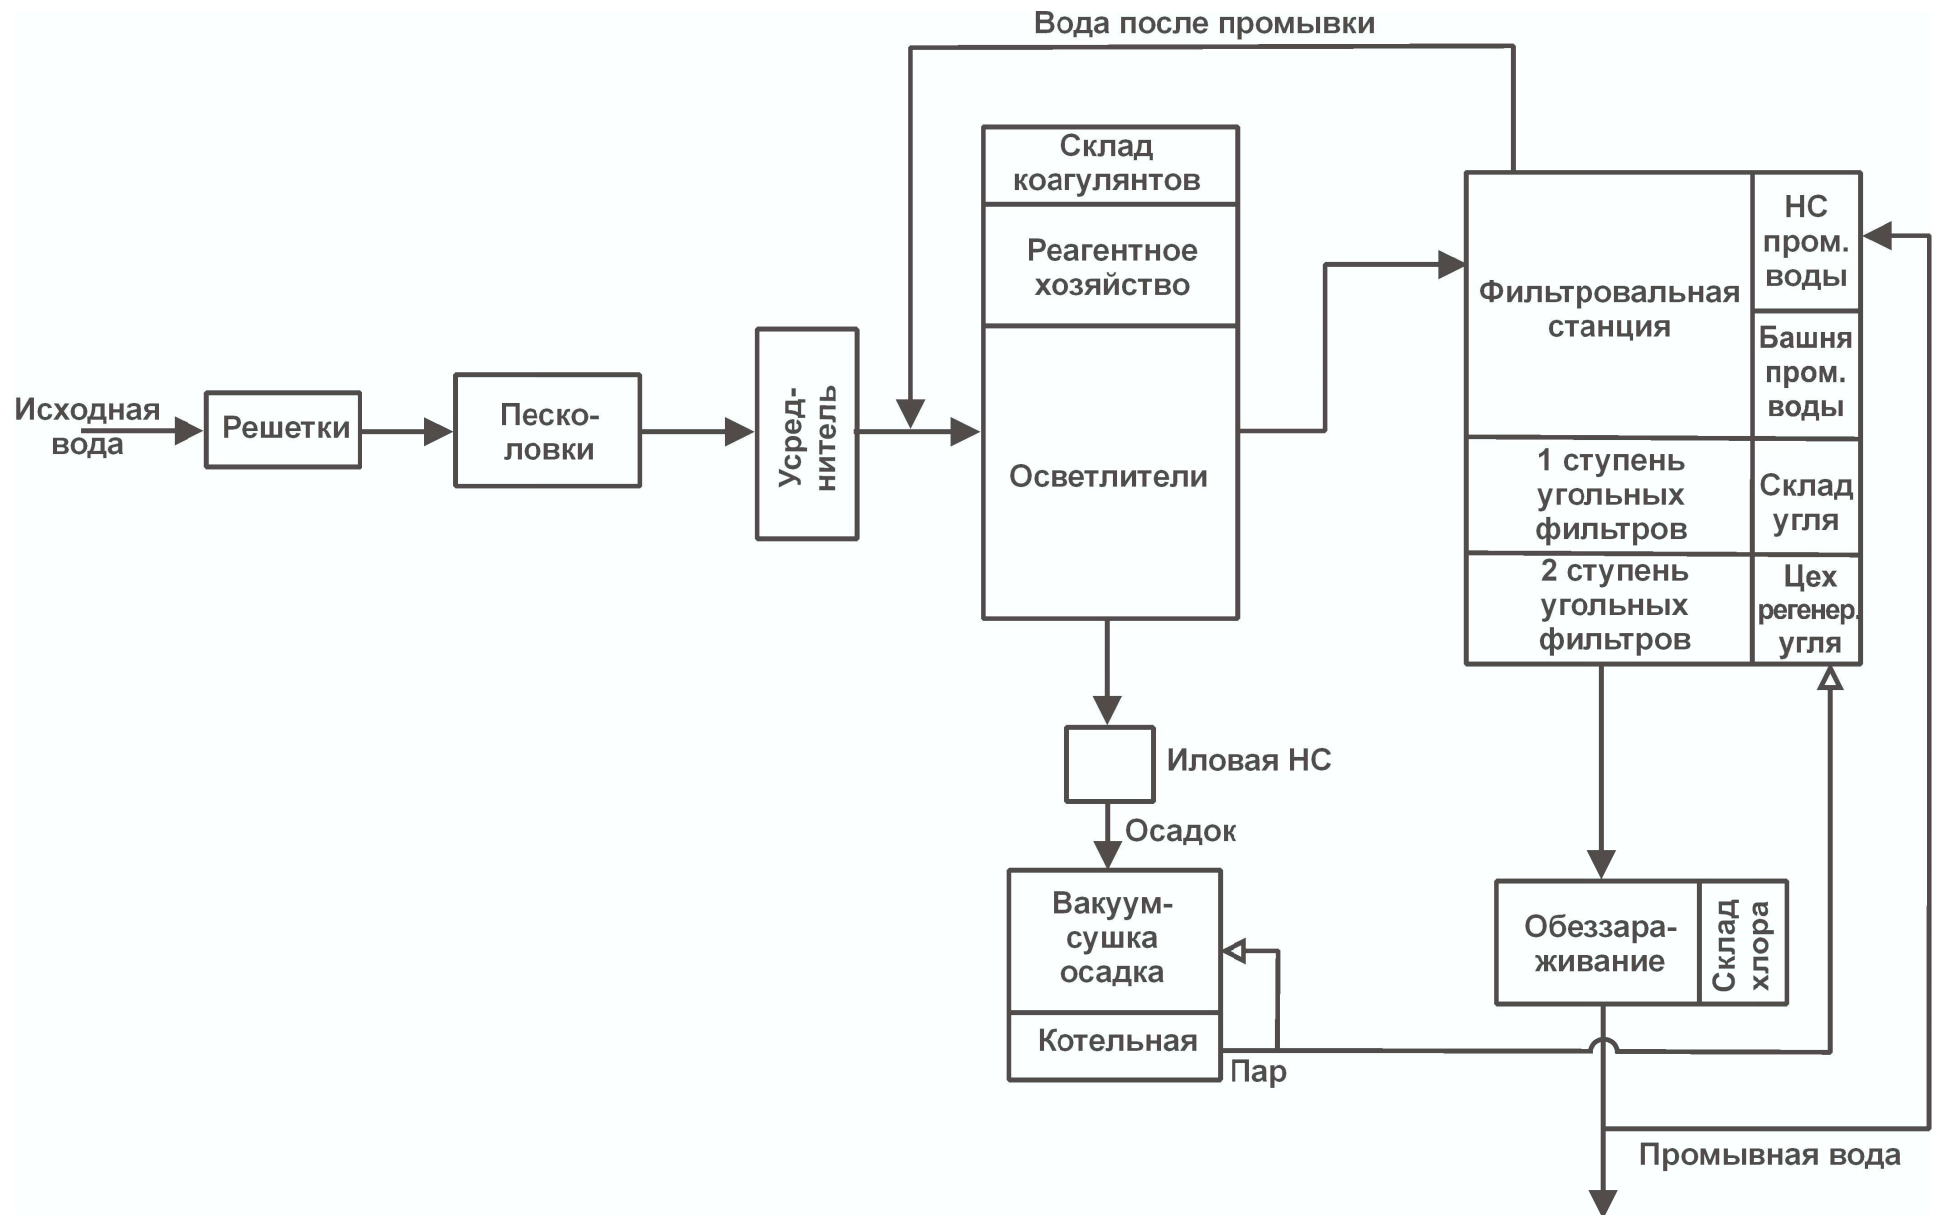 Вода после промывки
Склад
коагулянтов
Реагентное
хозяйство
Осветлители
Исходная
вода
Решетки
Песко-
ловки
Усред-
нитель
Фильтровальная
станция
НС
пром.
воды
Башня
пром.
воды
1 ступень
угольных
фильтров
Склад
угля
2 ступень
угольных
фильтров
Цех
регенер.
угля
Иловая НС
Осадок
Вакуум-
сушка
осадка
Котельная
Пар
Обеззара-
живание
Склад
хлора
Промывная вода